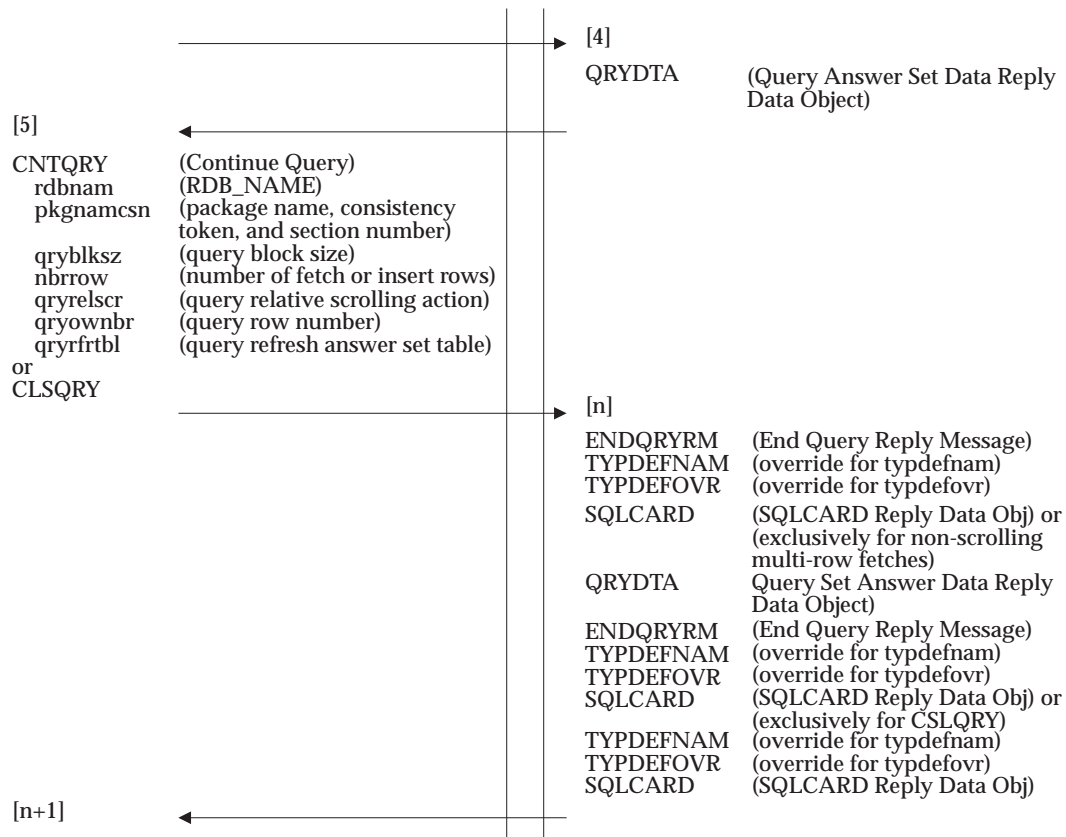 [4]
QRYDTA (Query Answer Set Data Reply
Data Object)
[5]
CNTQRY (Continue Query)
rdbnam (RDB_NAME)
pkgnamcsn (package name, consistency
token, and section number)
qryblksz (query block size)
nbrrow (number of fetch or insert rows)
qryrelscr (query relative scrolling action)
qryownbr (query row number)
qryrfrtbl (query refresh answer set table)
or
CLSQRY
[n]
ENDQRYRM (End Query Reply Message)
TYPDEFNAM (override for typdefnam)
TYPDEFOVR (override for typdefovr)
SQLCARD (SQLCARD Reply Data Obj) or
(exclusively for non-scrolling
multi-row fetches)
QRYDTA Query Set Answer Data Reply
Data Object)
ENDQRYRM (End Query Reply Message)
TYPDEFNAM (override for typdefnam)
TYPDEFOVR (override for typdefovr)
SQLCARD (SQLCARD Reply Data Obj) or
(exclusively for CSLQRY)
TYPDEFNAM (override for typdefnam)
TYPDEFOVR (override for typdefovr)
SQLCARD (SQLCARD Reply Data Obj)
[n+1]